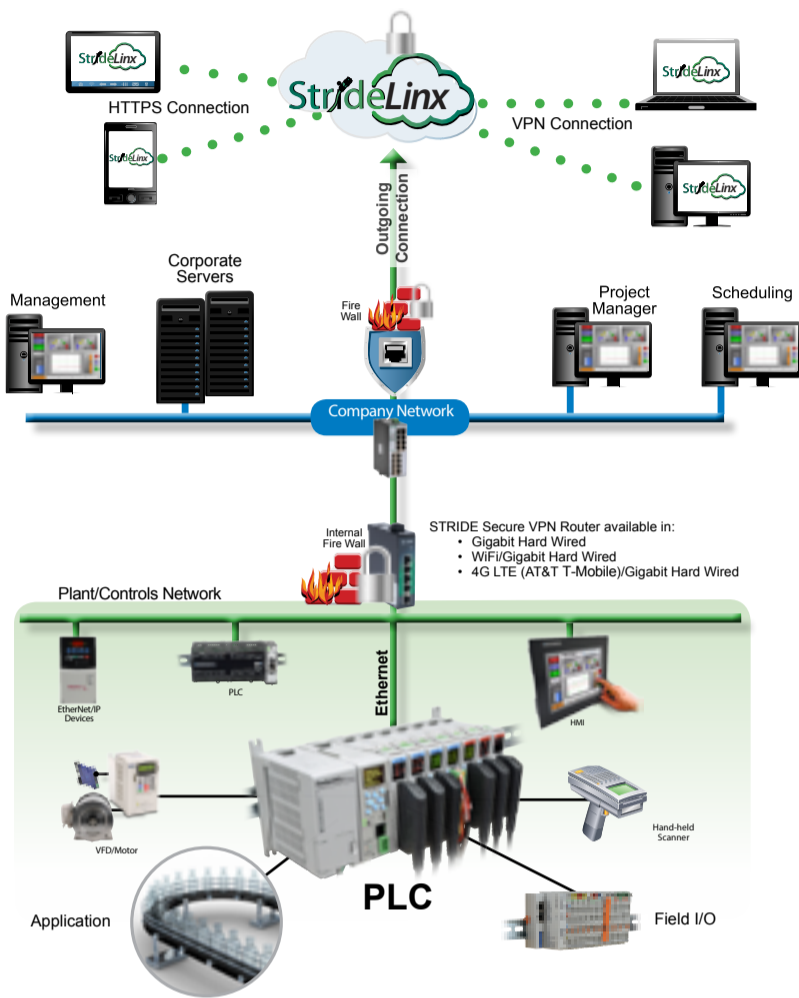 StrideLinx
StrideLinx
StrideLinx
HTTPS Connection
VPN Connection
StrideLinx
StrideLinx
Outgoing
Connection
Corporate
Servers
Management
Fire
Wall
Project
Manager
Scheduling
Company Network
Internal
Fire Wall
STRIDE Secure VPN Router available in:
• Gigabit Hard Wired
• WiFi/Gigabit Hard Wired
• 4G LTE (AT&T T-Mobile)/Gigabit Hard Wired
Plant/Controls Network
EtherNet/IP
Devices
PLC
Ethernet
HMI
VFD/Motor
Hand-held
Scanner
PLC
Application
Field I/O